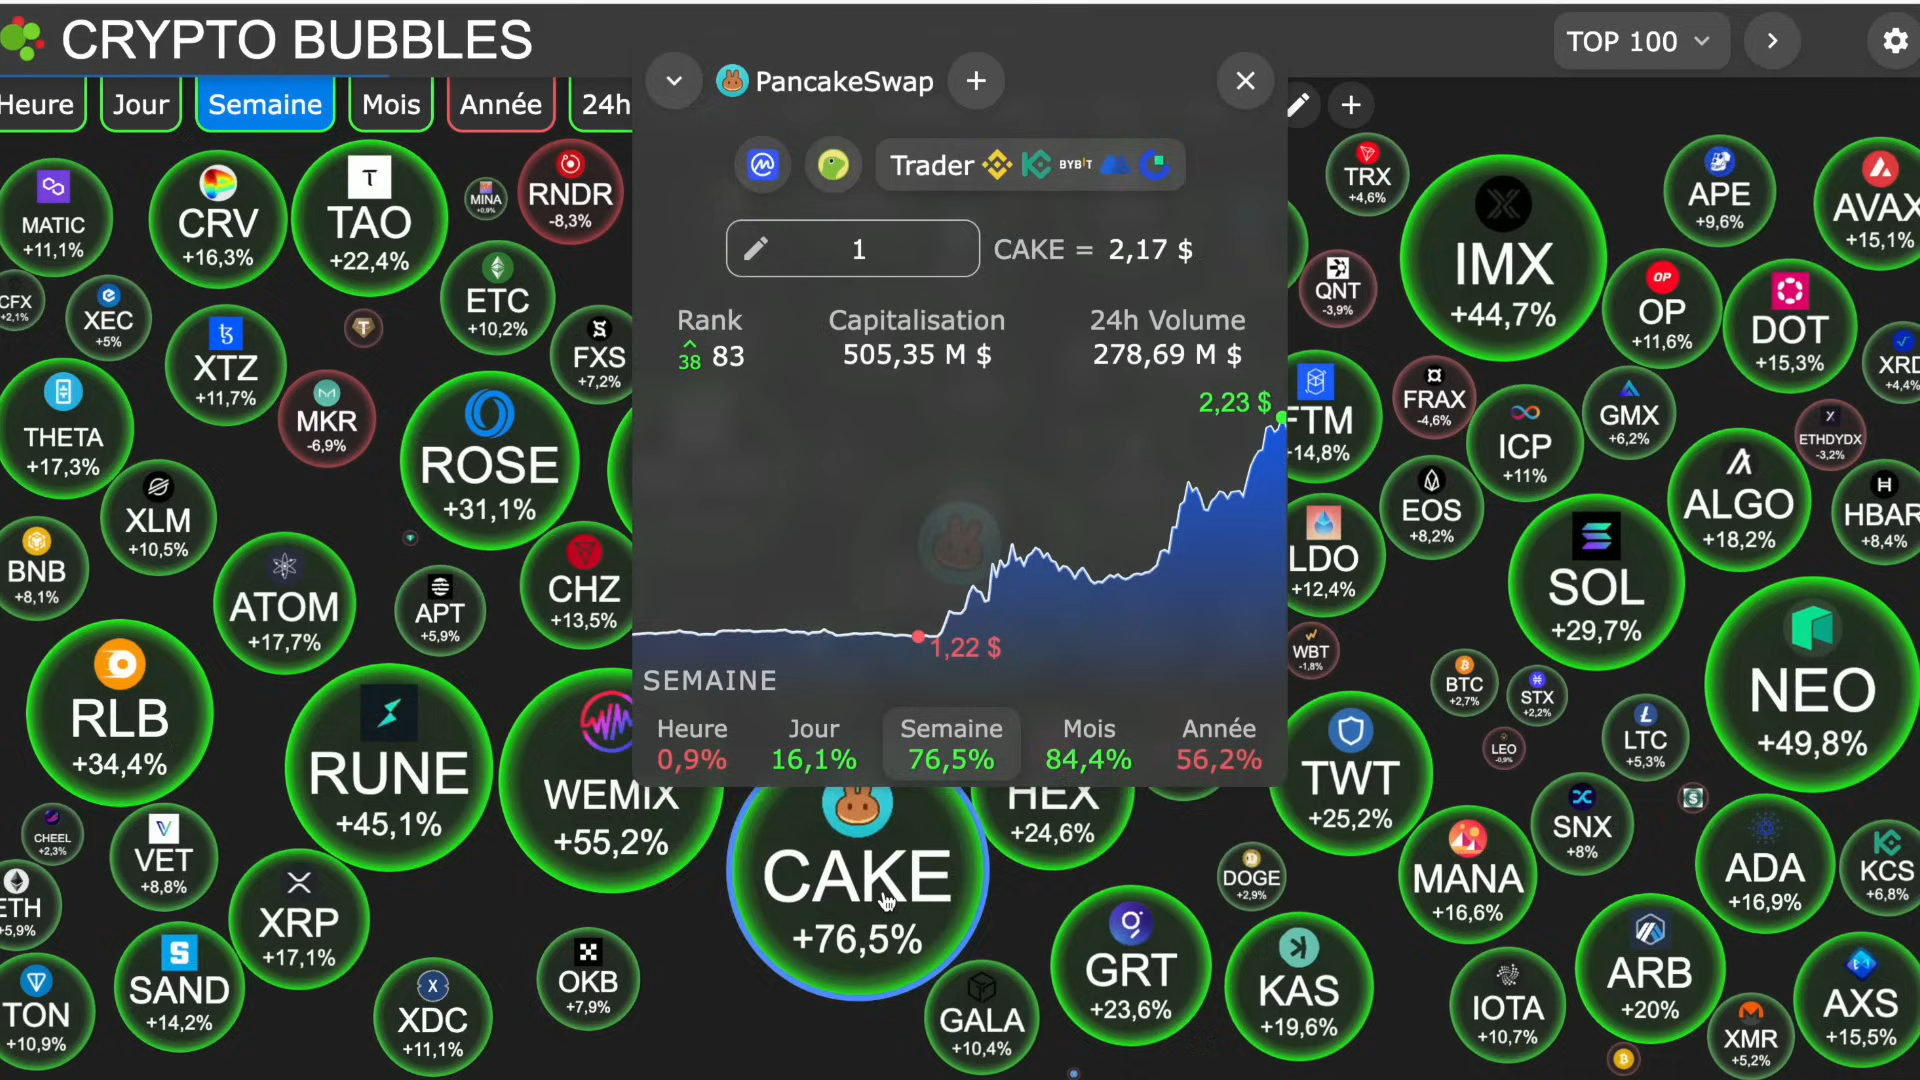 CRYPTO BUBBLES
TOP 100
Heure
Jour
Semaine
Mois
Année
24h
PancakeSwap
Trader
BYBIT
1
CAKE = 2,17 $
Rank
38 83
Capitalisation
505,35 M $
24h Volume
278,69 M $
2,23 $
1,22 $
SEMAINE
Heure
0,9%
Jour
16,1%
Semaine
76,5%
Mois
84,4%
Année
56,2%
MATIC
+11,1%
CRV
+16,3%
TAO
+22,4%
MINA
+0,9%
RNDR
-8,3%
CFX
+2,1%
XEC
+5%
XTZ
+11,7%
ETC
+10,2%
FXS
+7,2%
THETA
+17,3%
MKR
-6,9%
ROSE
+31,1%
XLM
+10,5%
BNB
+8,1%
ATOM
+17,7%
APT
+5,9%
CHZ
+13,5%
RLB
+34,4%
RUNE
+45,1%
WEMIX
+55,2%
CHEEL
+2,3%
VET
+8,8%
ETH
+5,9%
XRP
+17,1%
SAND
+14,2%
TON
+10,9%
XDC
+11,1%
OKB
+7,9%
CAKE
+76,5%
HEX
+24,6%
GALA
+10,4%
GRT
+23,6%
DOGE
+2,9%
KAS
+19,6%
TRX
+4,6%
QNT
-3,9%
IMX
+44,7%
APE
+9,6%
AVAX
+15,1%
OP
+11,6%
DOT
+15,3%
XRD
+4,4%
FTM
+14,8%
FRAX
-4,6%
ICP
+11%
GMX
+6,2%
ETHDYDX
-3,2%
EOS
+8,2%
ALGO
+18,2%
HBAR
+8,4%
LDO
+12,4%
SOL
+29,7%
WBT
-1,8%
BTC
+2,7%
STX
+2,2%
LEO
-0,9%
LTC
+5,3%
NEO
+49,8%
TWT
+25,2%
SNX
+8%
MANA
+16,6%
ADA
+16,9%
KCS
+6,8%
IOTA
+10,7%
ARB
+20%
XMR
+5,2%
AXS
+15,5%